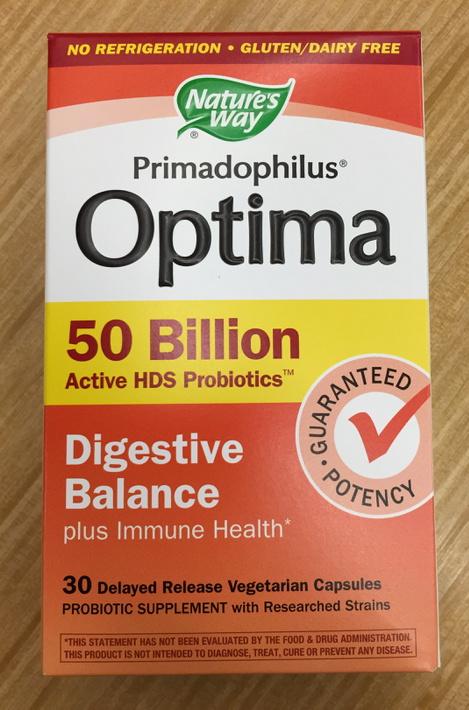 NO REFRIGERATION • GLUTEN/DAIRY FREE
Nature's
Way
®
Primadophilus®
Optima
50 Billion
Active HDS Probiotics™
GUARANTEED
• POTENCY
Digestive
Balance
plus Immune Health*
30 Delayed Release Vegetarian Capsules
PROBIOTIC SUPPLEMENT with Researched Strains
*THIS STATEMENT HAS NOT BEEN EVALUATED BY THE FOOD & DRUG ADMINISTRATION.
THIS PRODUCT IS NOT INTENDED TO DIAGNOSE, TREAT, CURE OR PREVENT ANY DISEASE.